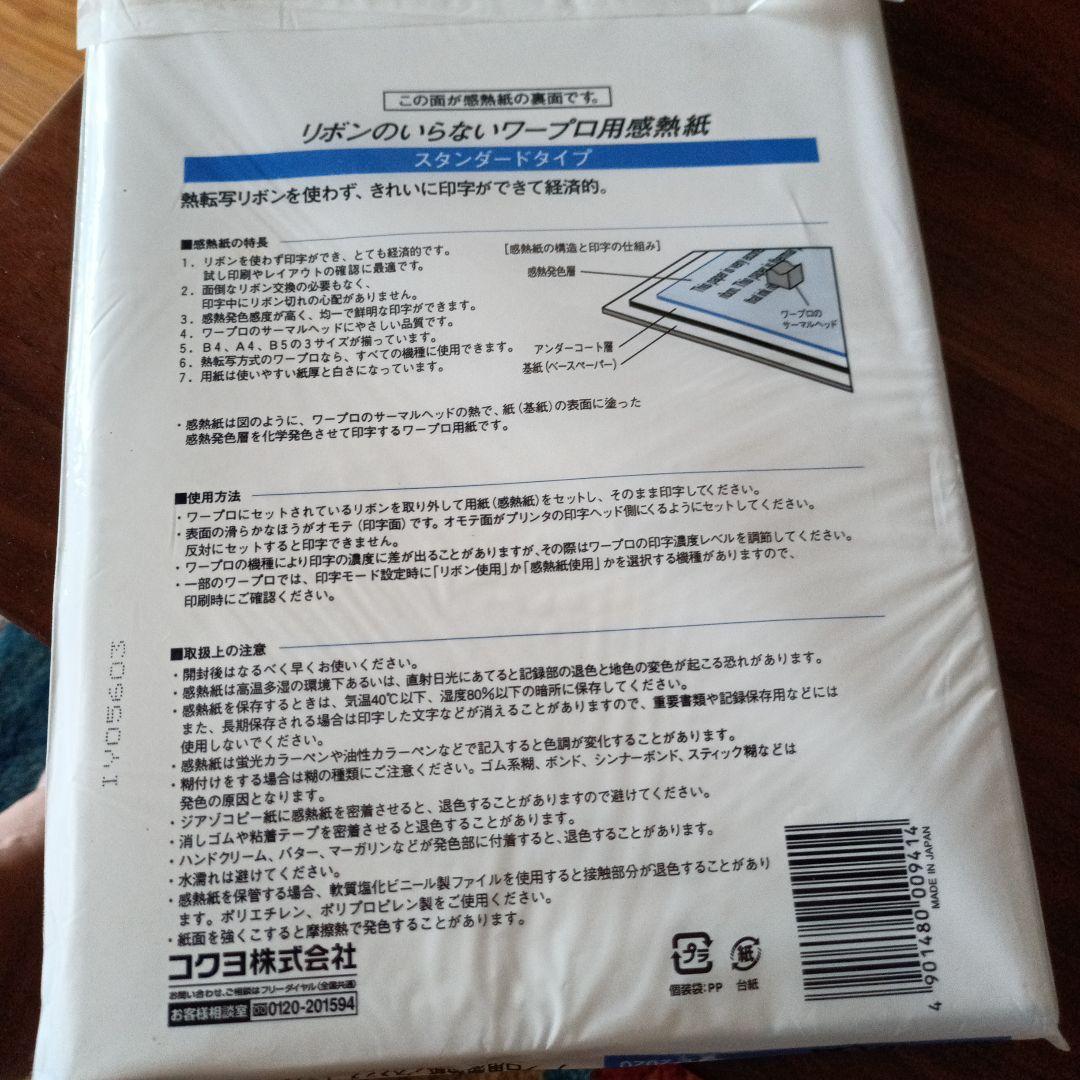 この面が感熱紙の裏面です。
リボンのいらないワープロ用感熱紙
スタンダードタイプ
熱転写リボンを使わず、きれいに印字ができて経済的。
■感熱紙の特長
1．リボンを使わず印字ができ、とても経済的です。
試し印刷やレイアウトの確認に最適です。
2．面倒なリボン交換の必要もなく、
印字中にリボン切れの心配がありません。
3．感熱発色感度が高く、均一で鮮明な印字ができます。
4．ワープロのサーマルヘッドにやさしい品質です。
5．B4、A4、B5の3サイズが揃っています。
6．熱転写方式のワープロなら、すべての機種に使用できます。
7．用紙は使いやすい紙厚と白さになっています。
[感熱紙の構造と印字の仕組み]
感熱発色層
ワープロの
サーマルヘッド
アンダーコート層
基紙(ベースペーパー)
・感熱紙は図のように、ワープロのサーマルヘッドの熱で、紙(基紙)の表面に塗った
感熱発色層を化学発色させて印字するワープロ用紙です。
■使用方法
・ワープロにセットされているリボンを取り外して用紙(感熱紙)をセットし、そのまま印字してください。
・表面の滑らかなほうがオモテ(印字面)です。オモテ面がプリンタの印字ヘッド側にくるようにセットしてください。
反対にセットすると印字できません。
・ワープロの機種により印字の濃度に差が出ることがありますが、その際はワープロの印字濃度レベルを調節してください。
・一部のワープロでは、印字モード設定時に「リボン使用」か「感熱紙使用」かを選択する機種がありますので、
印刷時にご確認ください。
■取扱上の注意
・開封後はなるべく早くお使いください。
・感熱紙は高温多湿の環境下あるいは、直射日光にあてると記録部の退色と地色の変色が起こる恐れがあります。
・感熱紙を保存するときは、気温40℃以下、湿度80%以下の暗所に保存してください。
また、長期保存される場合は印字した文字などが消えることがありますので、重要書類や記録保存用などには
使用しないでください。
・感熱紙は蛍光カラーペンや油性カラーペンなどで記入すると色調が変化することがあります。
・糊付けをする場合は糊の種類にご注意ください。ゴム系糊、ボンド、シンナーボンド、スティック糊などは
発色の原因となります。
・ジアゾコピー紙に感熱紙を密着させると、退色することがありますので避けてください。
・消しゴムや粘着テープを密着させると退色することがあります。
・ハンドクリーム、バター、マーガリンなどが発色部に付着すると、退色することがあります。
・水濡れは避けてください。
・感熱紙を保管する場合、軟質塩化ビニール製ファイルを使用すると接触部分が退色することがあり
ます。ポリエチレン、ポリプロピレン製をご使用ください。
・紙面を強くこすると摩擦熱で発色することがあります。
コクヨ株式会社
お問い合わせ、ご相談はフリーダイヤル(全国共通)
お客様相談室 0120-201594
プラ
個装袋:PP
紙
台紙
4 901480 009414
MADE IN JAPAN
IY05603